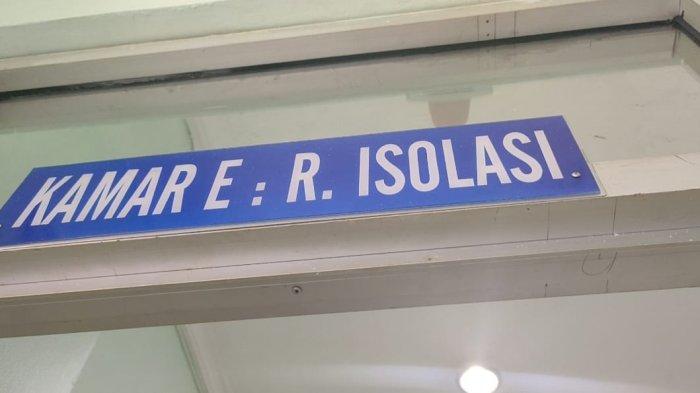 KAMAR E : R. ISOLASI